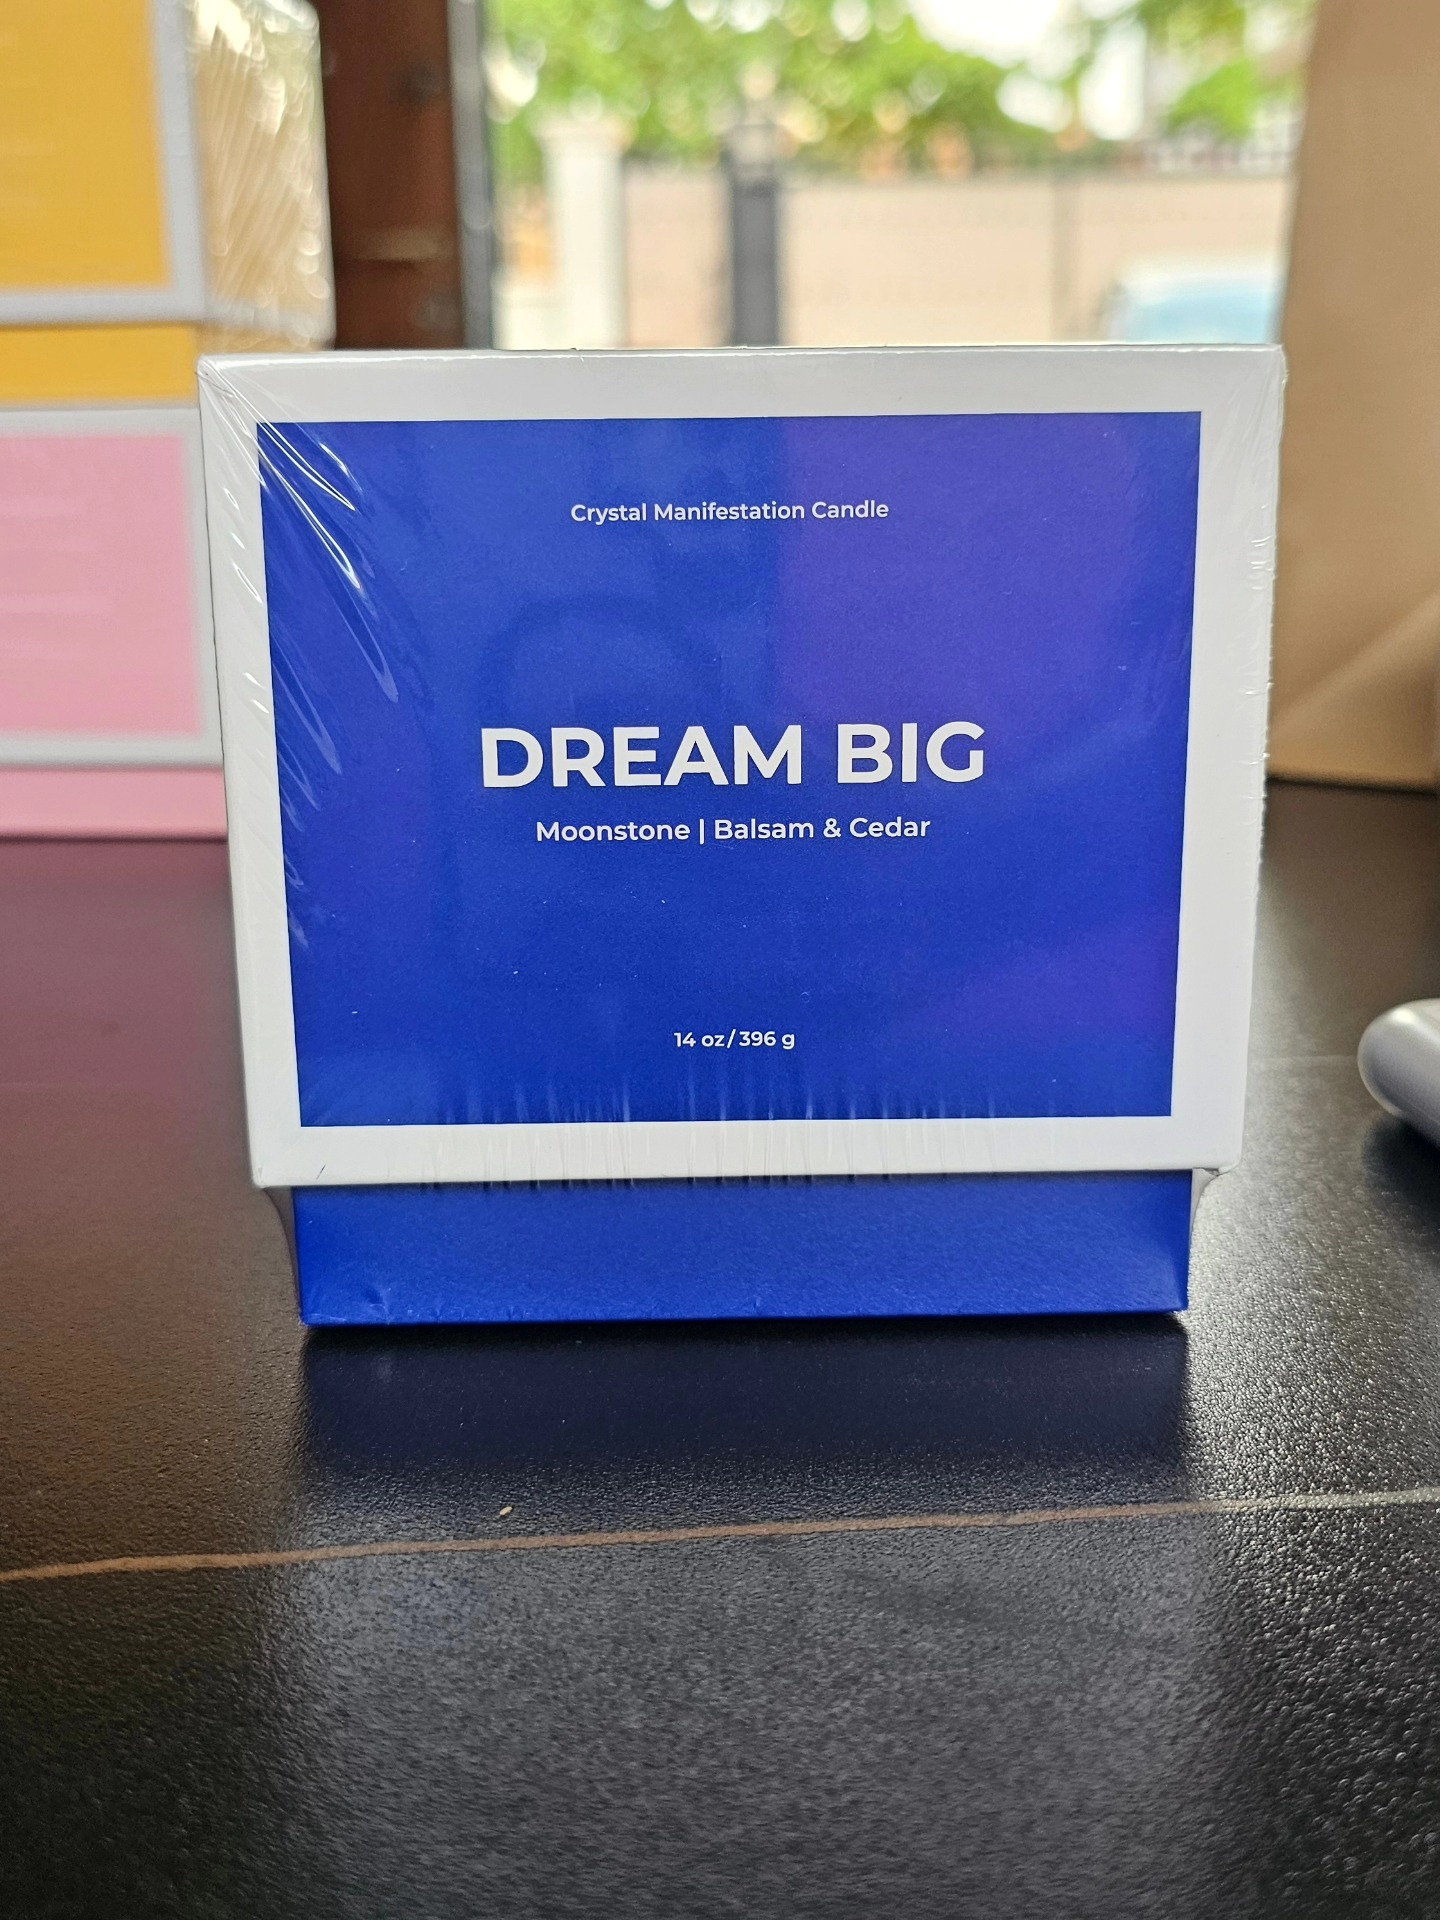 Crystal Manifestation Candle
DREAM BIG
Moonstone | Balsam & Cedar
14 oz/396 g